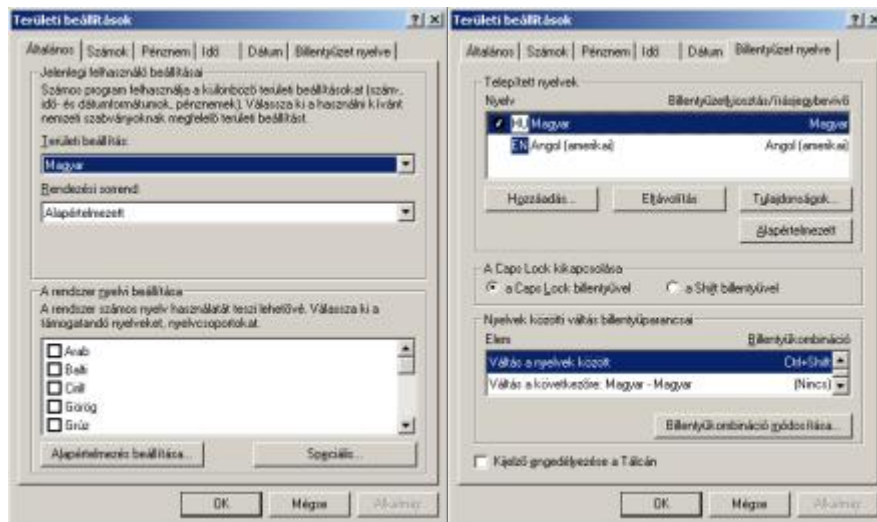 Területi beállítások
Általános Számok Pénznem Idő Dátum Billentyűzet nyelve
Jelenlegi felhasználó beállításai
Számos program felhasználja a különböző területi beállításokat (szám-,
idő- és dátumformátumok, pénznemek). Válassza ki a használni kívánt
nemzeti szabványoknak megfelelő területi beállítást.
Területi beállítás:
Magyar
Rendezési sorrend:
Alapértelmezett
A rendszer nyelvi beállítása
A rendszer számos nyelv használatát teszi lehetővé. Válassza ki a
támogatandó nyelveket, nyelvcsoportokat.
Arab
Balti
Cirill
Görög
Grúz
Alapértelmezés beállítása... Speciális...
OK Mégse Alkalmaz
Területi beállítások
Általános Számok Pénznem Idő Dátum Billentyűzet nyelve
Telepített nyelvek
Nyelv Billentyűzetkiosztás/írásjegybevivő
HU Magyar Magyar
EN Angol (amerikai) Angol (amerikai)
Hozzáadás... Eltávolítás Tulajdonságok...
Alapértelmezett
A Caps Lock kikapcsolása
a Caps Lock billentyűvel a Shift billentyűvel
Nyelvek közötti váltás billentyűparancsai
Elem Billentyűkombináció
Váltás a nyelvek között Ctrl+Shift
Váltás a következőre: Magyar - Magyar (Nincs)
Billentyűkombináció módosítása...
Kijelző engedélyezése a Tálcán
OK Mégse Alkalmaz